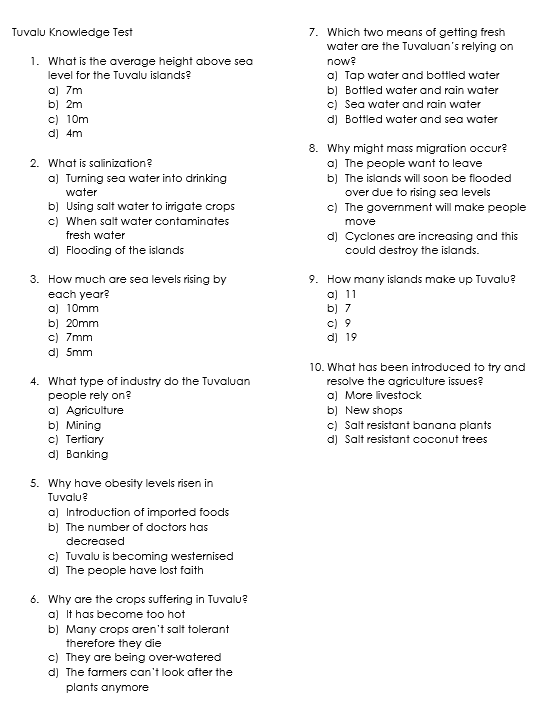 Tuvalu Knowledge Test
1. What is the average height above sea
level for the Tuvalu islands?
a) 7m
b) 2m
c) 10m
d) 4m
2. What is salinization?
a) Turning sea water into drinking
water
b) Using salt water to irrigate crops
c) When salt water contaminates
fresh water
d) Flooding of the islands
3. How much are sea levels rising by
each year?
a) 10mm
b) 20mm
c) 7mm
d) 5mm
4. What type of industry do the Tuvaluan
people rely on?
a) Agriculture
b) Mining
c) Tertiary
d) Banking
5. Why have obesity levels risen in
Tuvalu?
a) Introduction of imported foods
b) The number of doctors has
decreased
c) Tuvalu is becoming westernised
d) The people have lost faith
6. Why are the crops suffering in Tuvalu?
a) It has become too hot
b) Many crops aren't salt tolerant
therefore they die
c) They are being over-watered
d) The farmers can't look after the
plants anymore
7. Which two means of getting fresh
water are the Tuvaluan's relying on
now?
a) Tap water and bottled water
b) Bottled water and rain water
c) Sea water and rain water
d) Bottled water and sea water
8. Why might mass migration occur?
a) The people want to leave
b) The islands will soon be flooded
over due to rising sea levels
c) The government will make people
move
d) Cyclones are increasing and this
could destroy the islands.
9. How many islands make up Tuvalu?
a) 11
b) 7
c) 9
d) 19
10. What has been introduced to try and
resolve the agriculture issues?
a) More livestock
b) New shops
c) Salt resistant banana plants
d) Salt resistant coconut trees